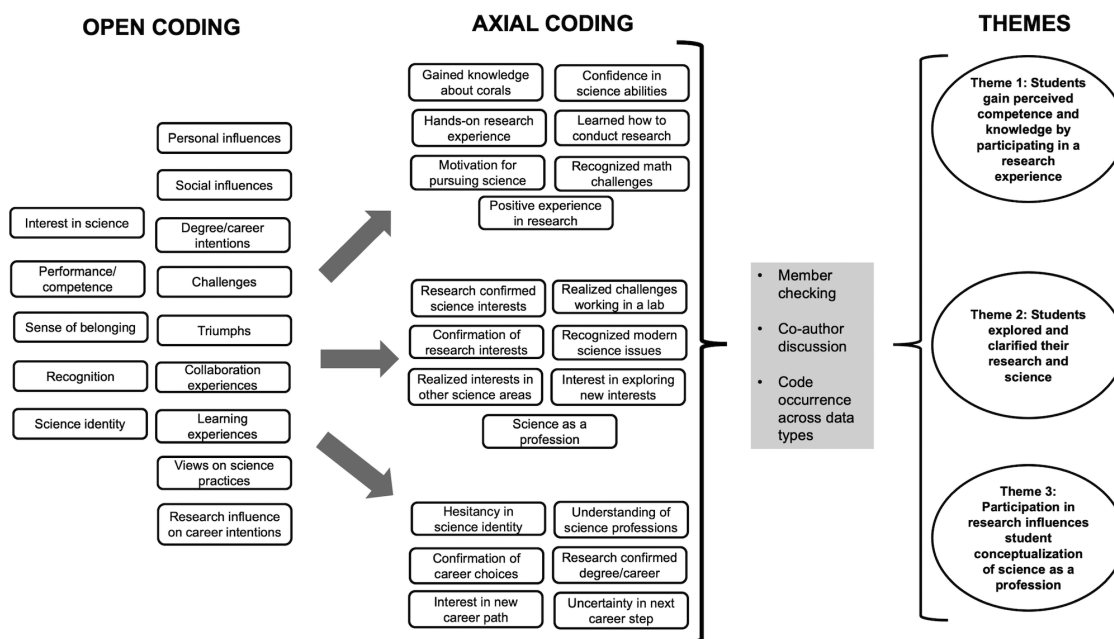 OPEN CODING
Interest in science
Performance/
competence
Sense of belonging
Recognition
Science identity
Personal influences
Social influences
Degree/career
intentions
Challenges
Triumphs
Collaboration
experiences
Learning
experiences
Views on science
practices
Research influence
on career intentions
AXIAL CODING
Gained knowledge
about corals
Confidence in
science abilities
Hands-on research
experience
Learned how to
conduct research
Motivation for
pursuing science
Recognized math
challenges
Positive experience
in research
Research confirmed
science interests
Realized challenges
working in a lab
Confirmation of
research interests
Recognized modern
science issues
Realized interests in
other science areas
Interest in exploring
new interests
Science as a
profession
Hesitancy in
science identity
Understanding of
science professions
Confirmation of
career choices
Research confirmed
degree/career
Interest in new
career path
Uncertainty in next
career step
• Member
checking
• Co-author
discussion
• Code
occurrence
across data
types
THEMES
Theme 1: Students
gain perceived
competence and
knowledge by
participating in a
research
experience
Theme 2: Students
explored and
clarified their
research and
science
Theme 3:
Participation in
research influences
student
conceptualization
of science as a
profession